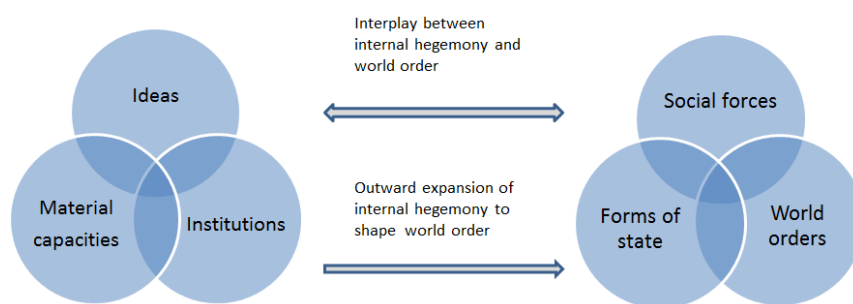 Interplay between
internal hegemony and
world order
Ideas
Social forces
Material
capacities
Institutions
Outward expansion of
internal hegemony to
shape world order
Forms of
state
World
orders